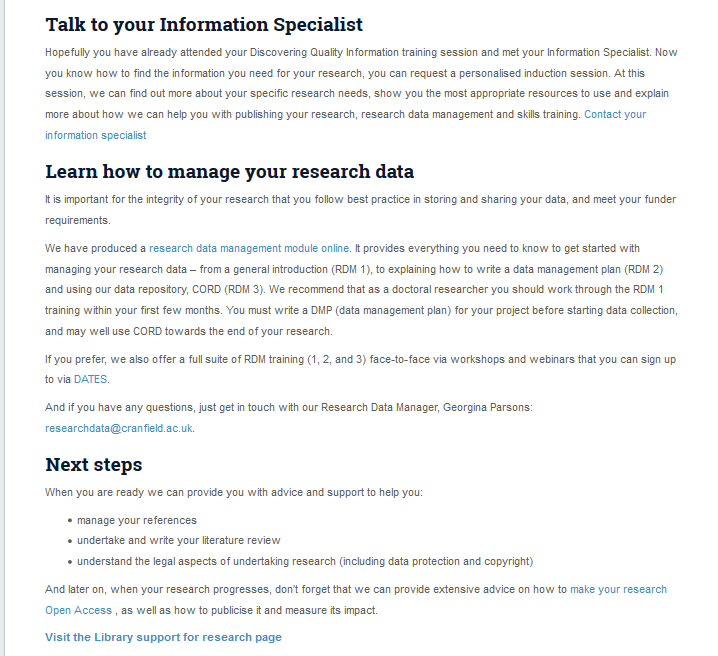 Talk to your Information Specialist
Hopefully you have already attended your Discovering Quality Information training session and met your Information Specialist. Now
you know how to find the information you need for your research, you can request a personalised induction session. At this
session, we can find out more about your specific research needs, show you the most appropriate resources to use and explain
more about how we can help you with publishing your research, research data management and skills training. Contact your
information specialist
Learn how to manage your research data
It is important for the integrity of your research that you follow best practice in storing and sharing your data, and meet your funder
requirements.
We have produced a research data management module online. It provides everything you need to know to get started with
managing your research data – from a general introduction (RDM 1), to explaining how to write a data management plan (RDM 2)
and using our data repository, CORD (RDM 3). We recommend that as a doctoral researcher you should work through the RDM 1
training within your first few months. You must write a DMP (data management plan) for your project before starting data collection,
and may well use CORD towards the end of your research.
If you prefer, we also offer a full suite of RDM training (1, 2, and 3) face-to-face via workshops and webinars that you can sign up
to via DATES.
And if you have any questions, just get in touch with our Research Data Manager, Georgina Parsons:
researchdata@cranfield.ac.uk.
Next steps
When you are ready we can provide you with advice and support to help you:
• manage your references
• undertake and write your literature review
• understand the legal aspects of undertaking research (including data protection and copyright)
And later on, when your research progresses, don't forget that we can provide extensive advice on how to make your research
Open Access , as well as how to publicise it and measure its impact.
Visit the Library support for research page